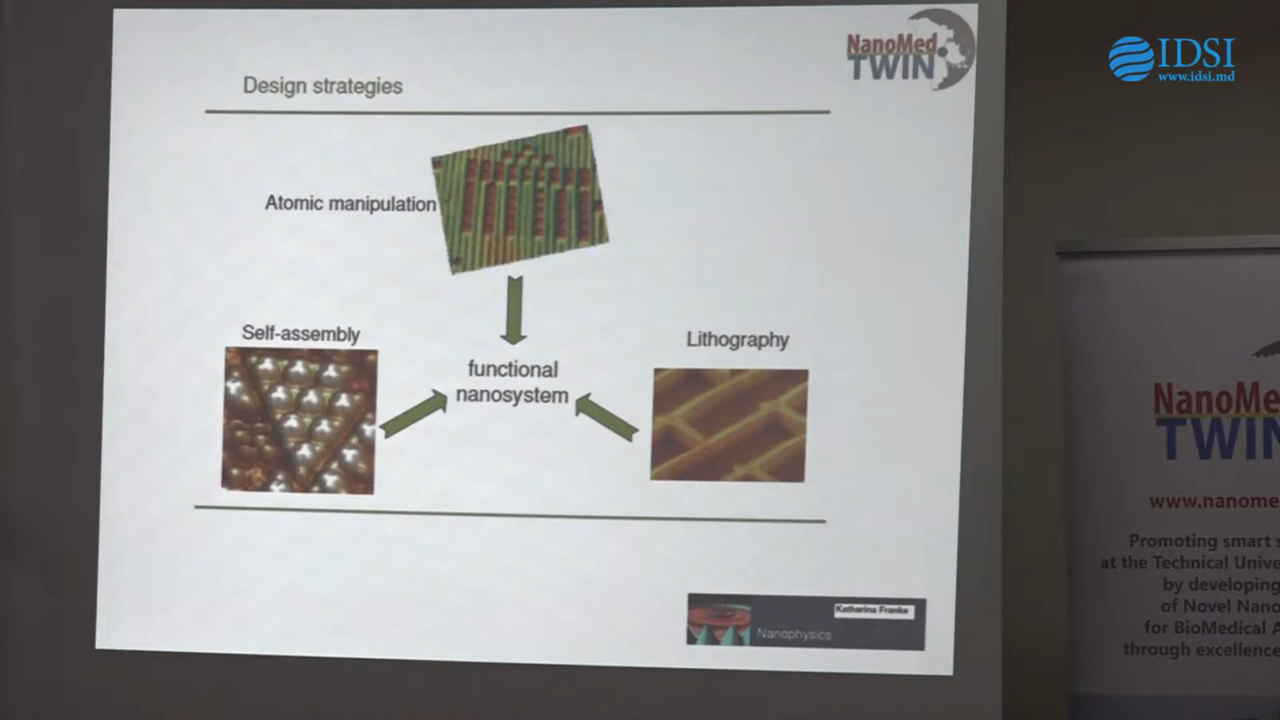 NanoMed
TWIN
IDSI
www.idsi.md
Design strategies
Atomic manipulation
Self-assembly
Lithography
functional
nanosystem
Katharina Franke
Nanophysics
NanoMe
TWIN
www.nanome
Promoting smart s
at the Technical Unive
by developing
of Novel Nano
for BioMedical A
through excellence